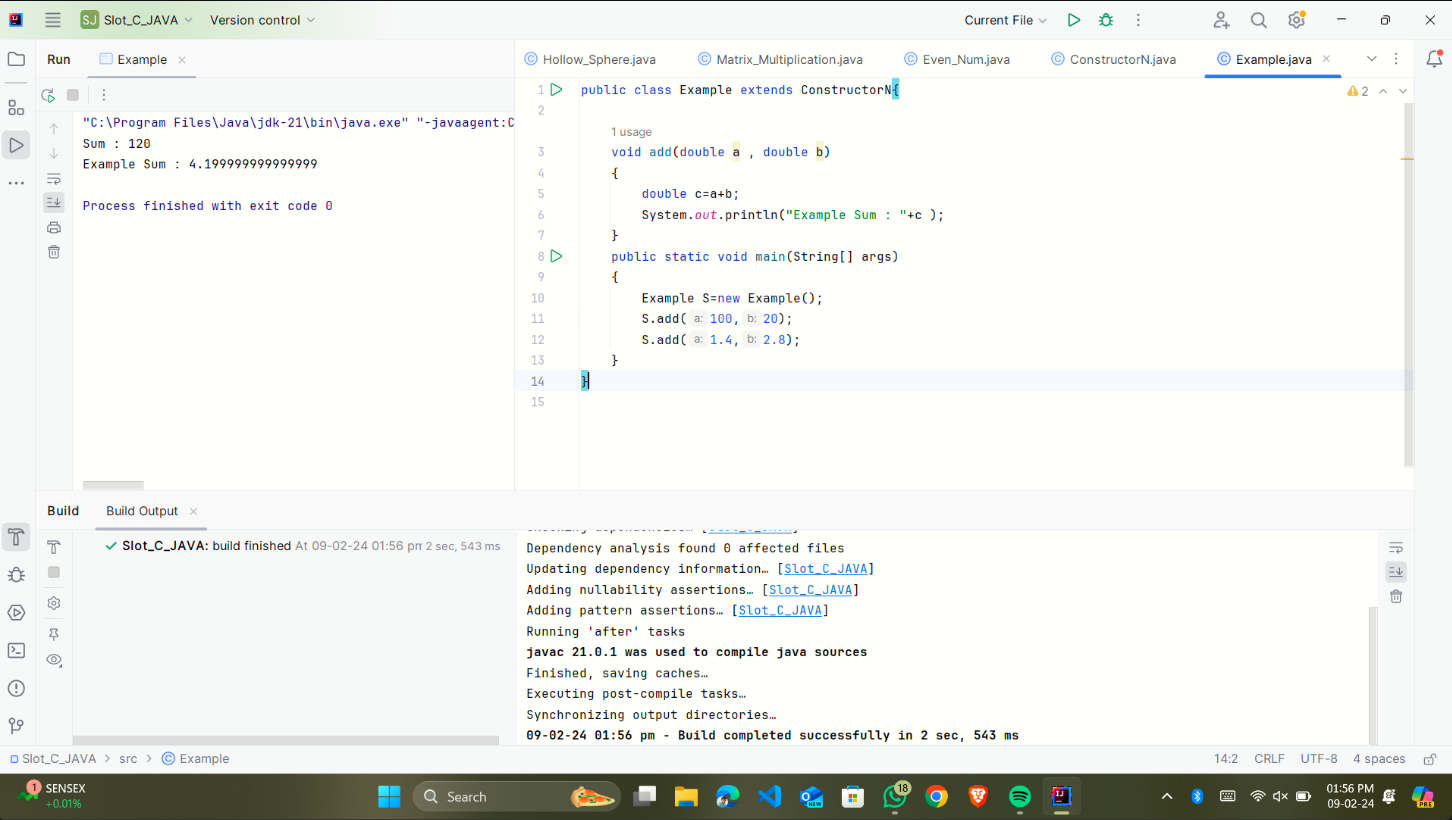 SJ Slot_C_JAVA Version control Current File
Run Example
"C:\Program Files\Java\jdk-21\bin\java.exe" "-javaagent:C
Sum : 120
Example Sum : 4.199999999999999
Process finished with exit code 0
Hollow_Sphere.java Matrix_Multiplication.java Even_Num.java ConstructorN.java Example.java
2
1 public class Example extends ConstructorN{
2
1 usage
3 void add(double a , double b)
4 {
5 double c=a+b;
6 System.out.println("Example Sum : "+c );
7 }
8 public static void main(String[] args)
9 {
10 Example S=new Example();
11 S.add( a: 100, b: 20);
12 S.add( a: 1.4, b: 2.8);
13 }
14 }
15
Build Build Output
Slot_C_JAVA: build finished At 09-02-24 01:56 pm 2 sec, 543 ms
Dependency analysis found 0 affected files
Updating dependency information… [Slot_C_JAVA]
Adding nullability assertions… [Slot_C_JAVA]
Adding pattern assertions… [Slot_C_JAVA]
Running 'after' tasks
javac 21.0.1 was used to compile java sources
Finished, saving caches…
Executing post-compile tasks…
Synchronizing output directories…
09-02-24 01:56 pm - Build completed successfully in 2 sec, 543 ms
Slot_C_JAVA > src > Example 14:2 CRLF UTF-8 4 spaces
1 SENSEX
+0.01%
Search
NEW
18
01:56 PM
09-02-24
PRE